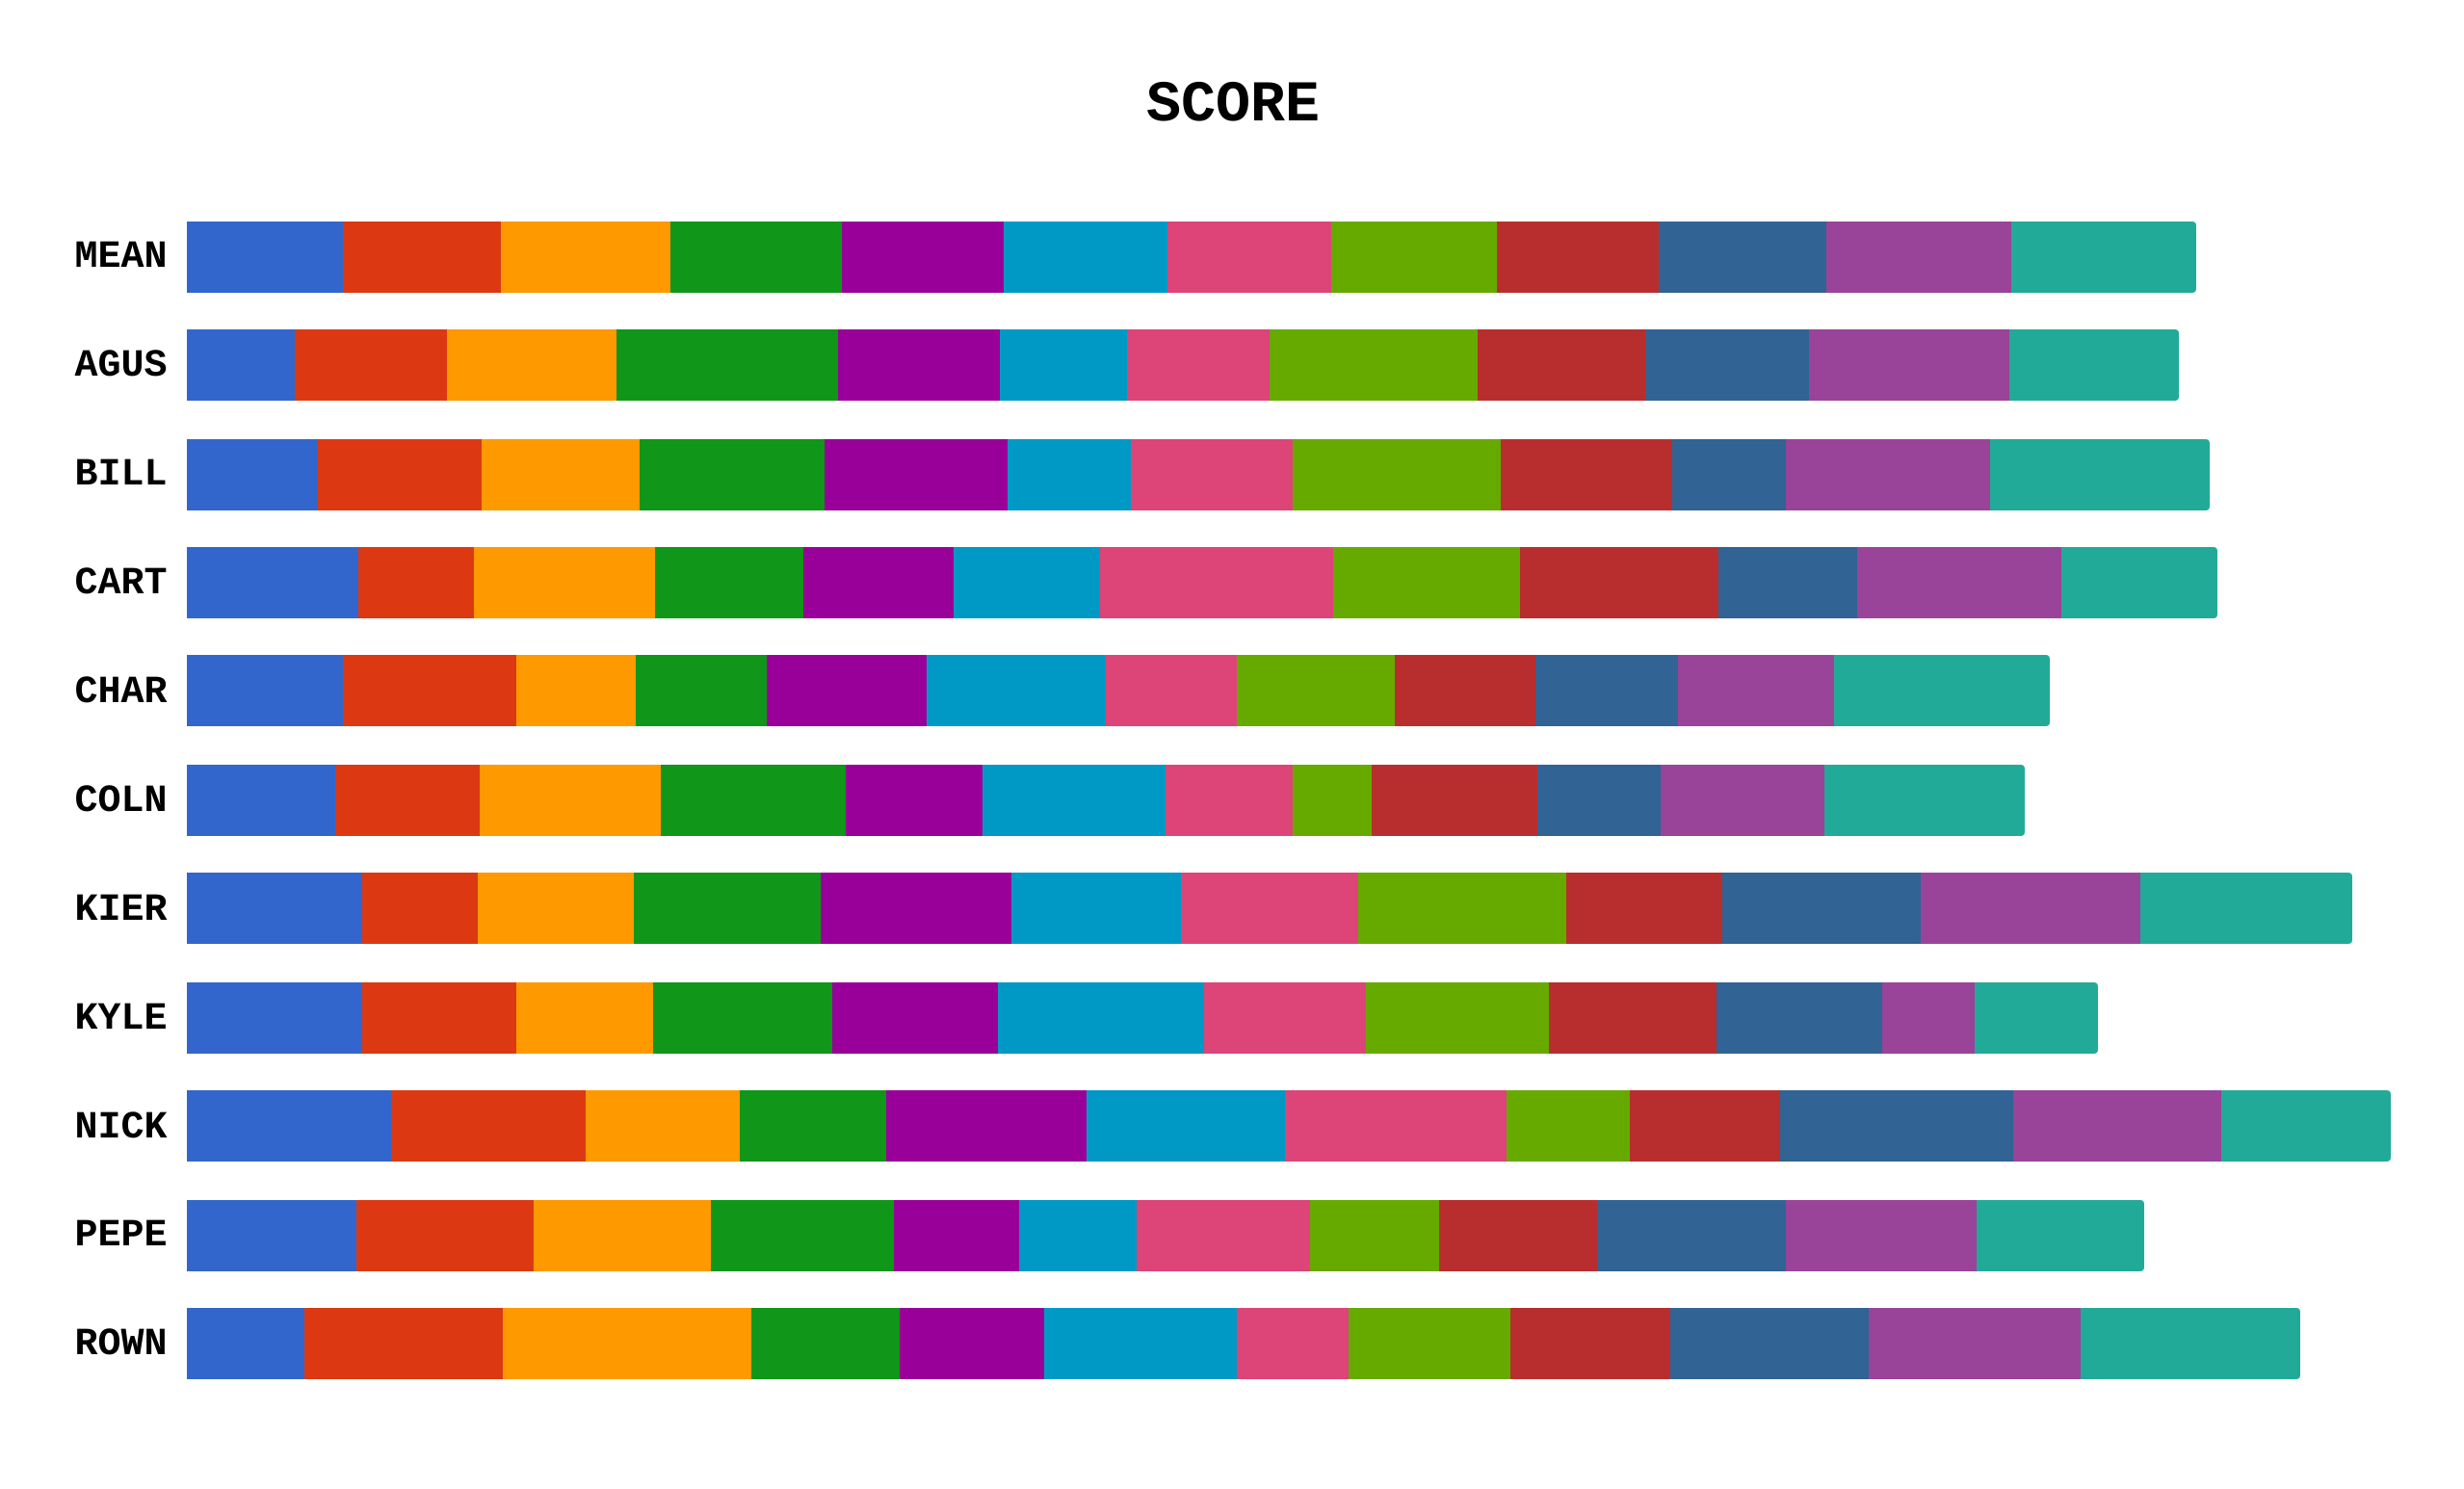 SCORE
MEAN
AGUS
BILL
CART
CHAR
COLN
KIER
KYLE
NICK
PEPE
ROWN